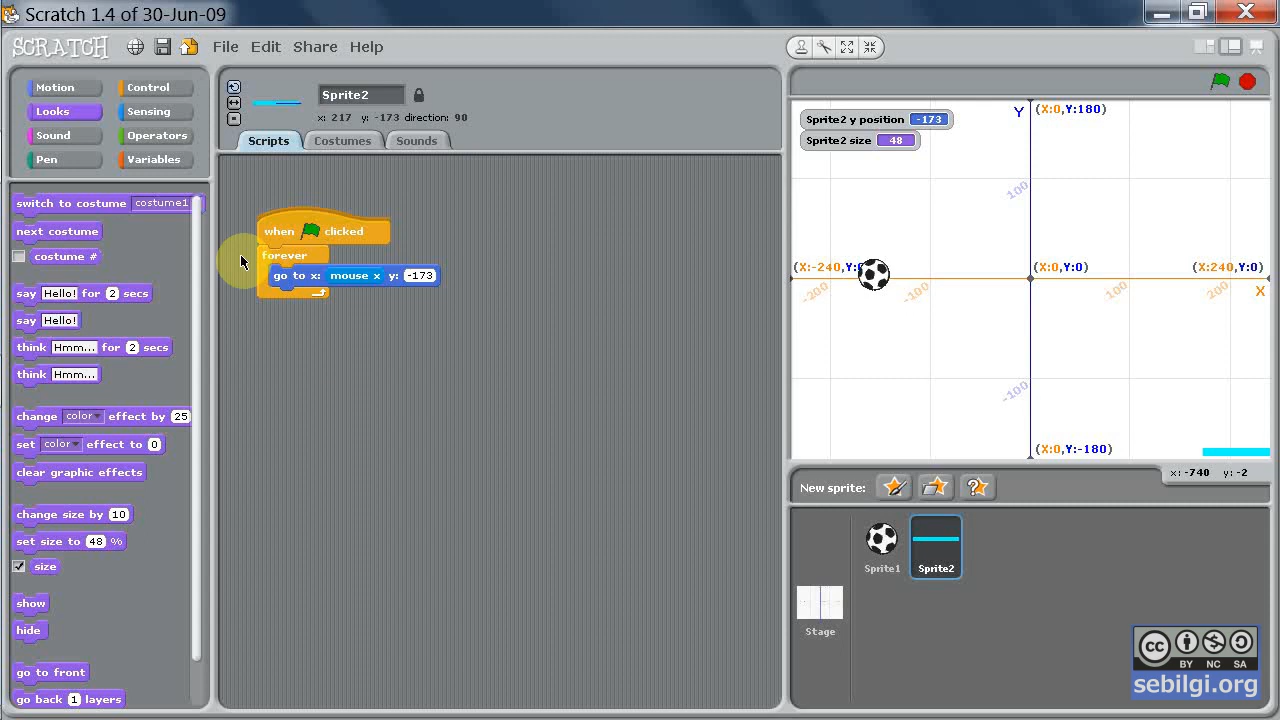 Scratch 1.4 of 30-Jun-09
SCRATCH File Edit Share Help
Motion Control
Looks Sensing
Sound Operators
Pen Variables
switch to costume costume1
next costume
costume #
say Hello! for 2 secs
say Hello!
think Hmm... for 2 secs
think Hmm...
change color effect by 25
set color effect to 0
clear graphic effects
change size by 10
set size to 48 %
size
show
hide
go to front
go back 1 layers
Sprite2
x: 217 y: -173 direction: 90
Scripts Costumes Sounds
when clicked
forever
go to x: mouse x y: -173
Sprite2 y position -173
Sprite2 size 48
Y (X:0,Y:180)
100
(X:-240,Y:0 (X:0,Y:0) (X:240,Y:0)
-200 -100 100 200 X
-100
(X:0,Y:-180)
x: -740 y: -2
New sprite:
Sprite1 Sprite2
Stage
CC BY NC SA
sebilgi.org